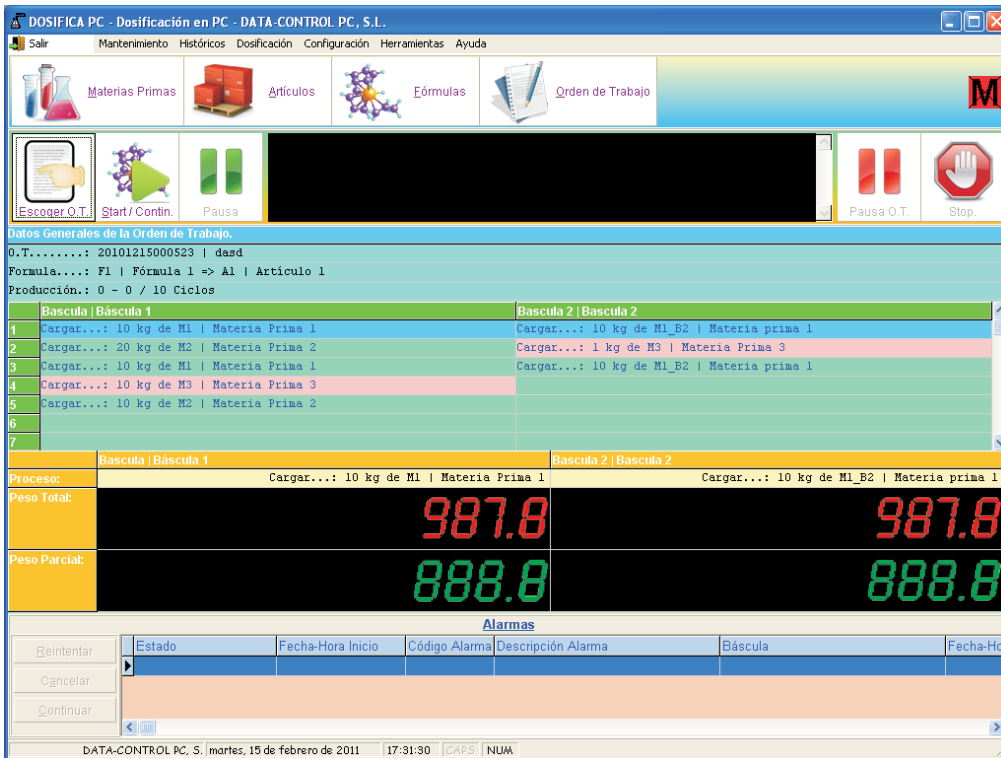 DOSIFICA PC - Dosificación en PC - DATA-CONTROL PC, S.L.
Salir Mantenimiento Históricos Dosificación Configuración Herramientas Ayuda
Materias Primas Artículos Fórmulas Orden de Trabajo M
Escoger O.T. Start / Contin. Pausa Pausa O.T. Stop.
Datos Generales de la Orden de Trabajo.
O.T........: 20101215000523 | dasd
Formula....: F1 | Fórmula 1 => A1 | Artículo 1
Producción.: 0 - 0 / 10 Ciclos
Bascula | Báscula 1 Bascula 2 | Bascula 2
1 Cargar...: 10 kg de M1 | Materia Prima 1 Cargar...: 10 kg de M1_B2 | Materia prima 1
2 Cargar...: 20 kg de M2 | Materia Prima 2 Cargar...: 1 kg de M3 | Materia Prima 3
3 Cargar...: 10 kg de M1 | Materia Prima 1 Cargar...: 10 kg de M1_B2 | Materia prima 1
4 Cargar...: 10 kg de M3 | Materia Prima 3
5 Cargar...: 10 kg de M2 | Materia Prima 2
6
7
Bascula | Báscula 1 Bascula 2 | Bascula 2
Proceso: Cargar...: 10 kg de M1 | Materia Prima 1 Cargar...: 10 kg de M1_B2 | Materia prima 1
Peso Total: 987.8 987.8
Peso Parcial: 888.8 888.8
Alarmas
Reintentar Estado Fecha-Hora Inicio Código Alarma Descripción Alarma Báscula Fecha-Ho
Cancelar
Continuar
DATA-CONTROL PC, S. martes, 15 de febrero de 2011 17:31:30 CAPS NUM